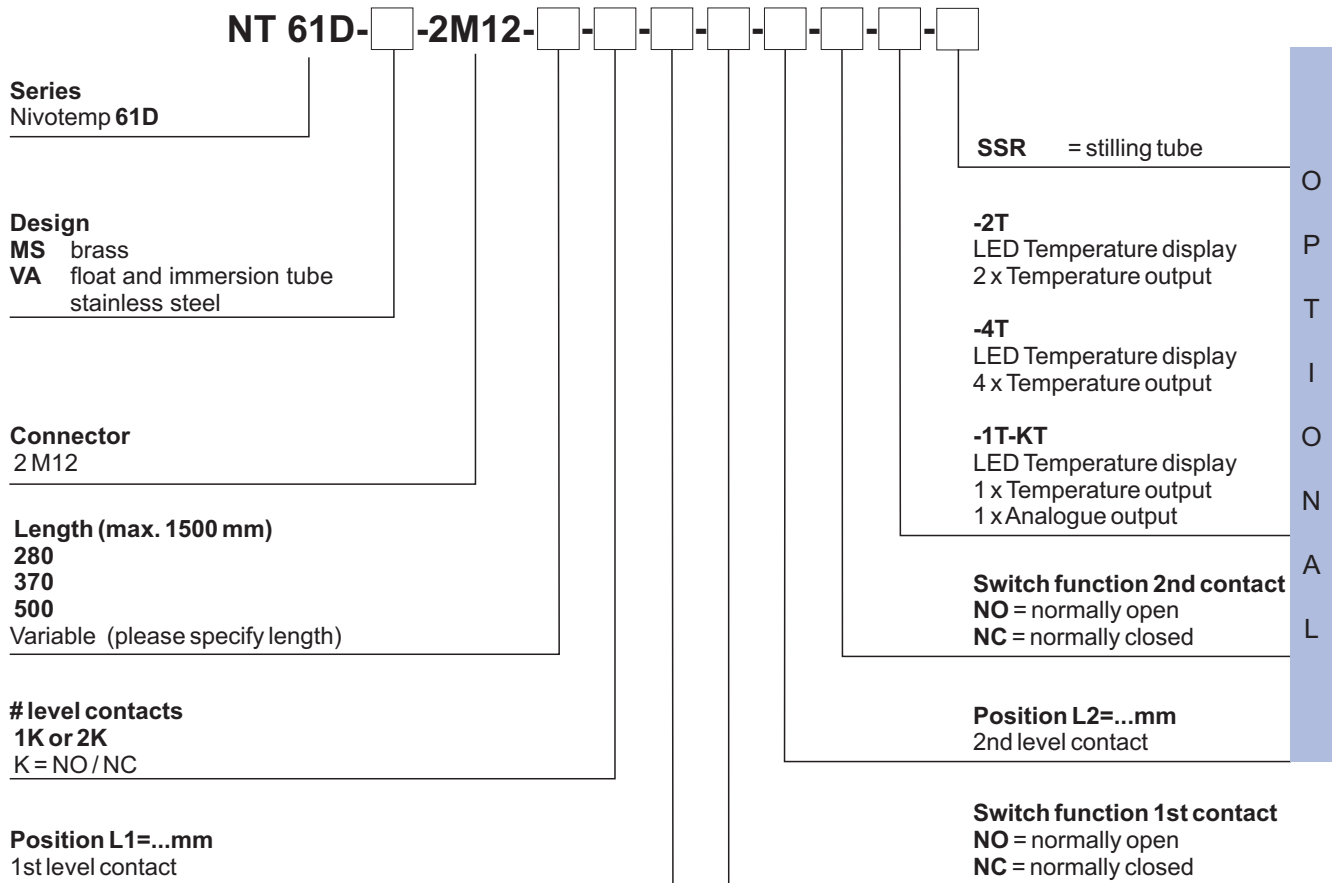 NT 61D- -2M12- - - - - - - -
Series
Nivotemp 61D
Design
MS brass
VA float and immersion tube
stainless steel
Connector
2 M12
Length (max. 1500 mm)
280
370
500
Variable (please specify length)
# level contacts
1K or 2K
K = NO / NC
Position L1=...mm
1st level contact
SSR = stilling tube
-2T
LED Temperature display
2 x Temperature output
-4T
LED Temperature display
4 x Temperature output
-1T-KT
LED Temperature display
1 x Temperature output
1 x Analogue output
Switch function 2nd contact
NO = normally open
NC = normally closed
Position L2=...mm
2nd level contact
Switch function 1st contact
NO = normally open
NC = normally closed
O
P
T
I
O
N
A
L